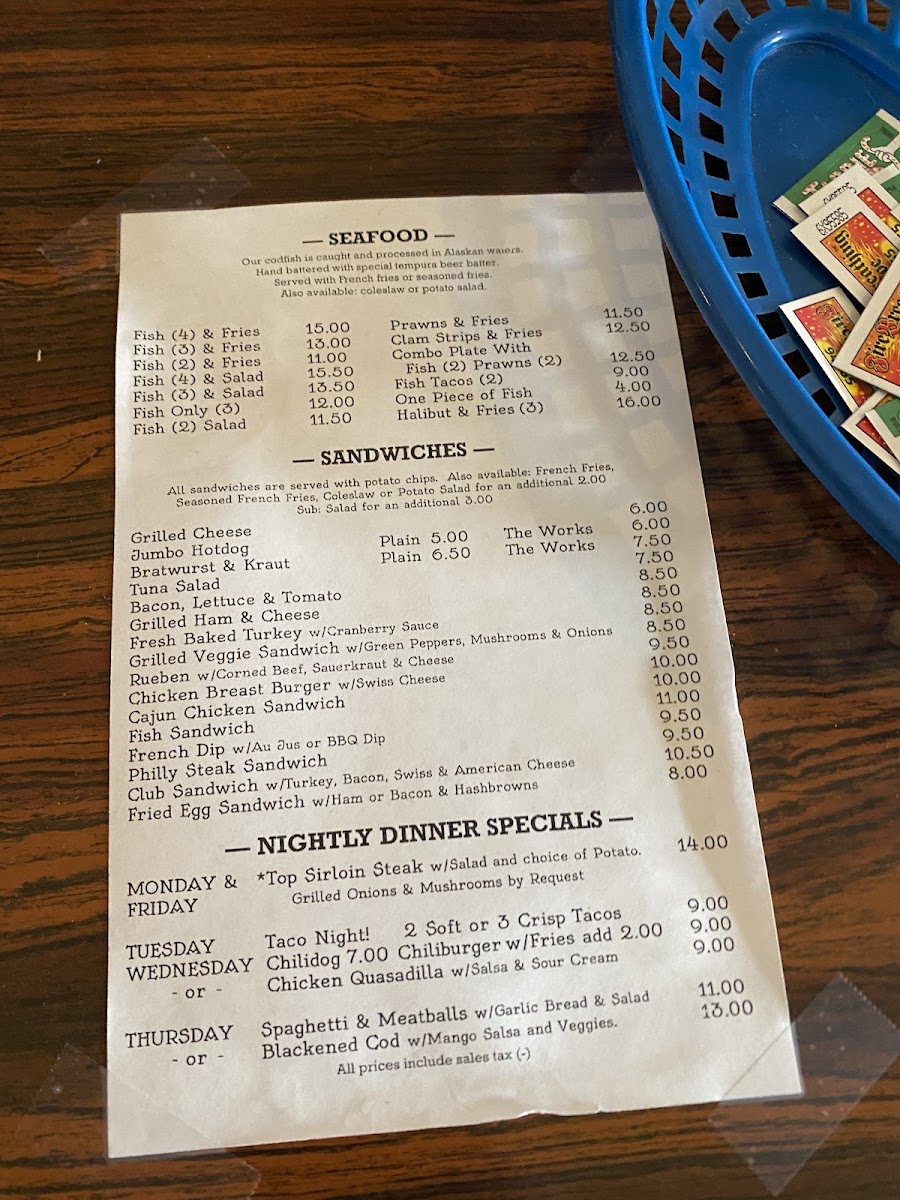 — SEAFOOD —
Our codfish is caught and processed in Alaskan waters.
Hand battered with special tempura beer batter.
Served with French fries or seasoned fries.
Also available: coleslaw or potato salad.
Fish (4) & Fries 15.00
Fish (3) & Fries 13.00
Fish (2) & Fries 11.00
Fish (4) & Salad 15.50
Fish (3) & Salad 13.50
Fish Only (3) 12.00
Fish (2) Salad 11.50
Prawns & Fries 11.50
Clam Strips & Fries 12.50
Combo Plate With
Fish (2) Prawns (2) 12.50
Fish Tacos (2) 9.00
One Piece of Fish 4.00
Halibut & Fries (3) 16.00
— SANDWICHES —
All sandwiches are served with potato chips. Also available: French Fries,
Seasoned French Fries, Coleslaw or Potato Salad for an additional 2.00
Sub: Salad for an additional 3.00
Grilled Cheese 6.00
Jumbo Hotdog Plain 5.00 The Works 6.00
Bratwurst & Kraut Plain 6.50 The Works 7.50
Tuna Salad 7.50
Bacon, Lettuce & Tomato 8.50
Grilled Ham & Cheese 8.50
Fresh Baked Turkey w/Cranberry Sauce 8.50
Grilled Veggie Sandwich w/Green Peppers, Mushrooms & Onions 8.50
Rueben w/Corned Beef, Sauerkraut & Cheese 9.50
Chicken Breast Burger w/Swiss Cheese 10.00
Cajun Chicken Sandwich 10.00
Fish Sandwich 11.00
French Dip w/Au Jus or BBQ Dip 9.50
Philly Steak Sandwich 9.50
Club Sandwich w/Turkey, Bacon, Swiss & American Cheese 10.50
Fried Egg Sandwich w/Ham or Bacon & Hashbrowns 8.00
— NIGHTLY DINNER SPECIALS —
MONDAY & *Top Sirloin Steak w/Salad and choice of Potato. 14.00
FRIDAY Grilled Onions & Mushrooms by Request
TUESDAY Taco Night! 2 Soft or 3 Crisp Tacos 9.00
WEDNESDAY Chilidog 7.00 Chiliburger w/Fries add 2.00 9.00
- or - Chicken Quasadilla w/Salsa & Sour Cream 9.00
THURSDAY Spaghetti & Meatballs w/Garlic Bread & Salad 11.00
- or - Blackened Cod w/Mango Salsa and Veggies. 13.00
All prices include sales tax (-)